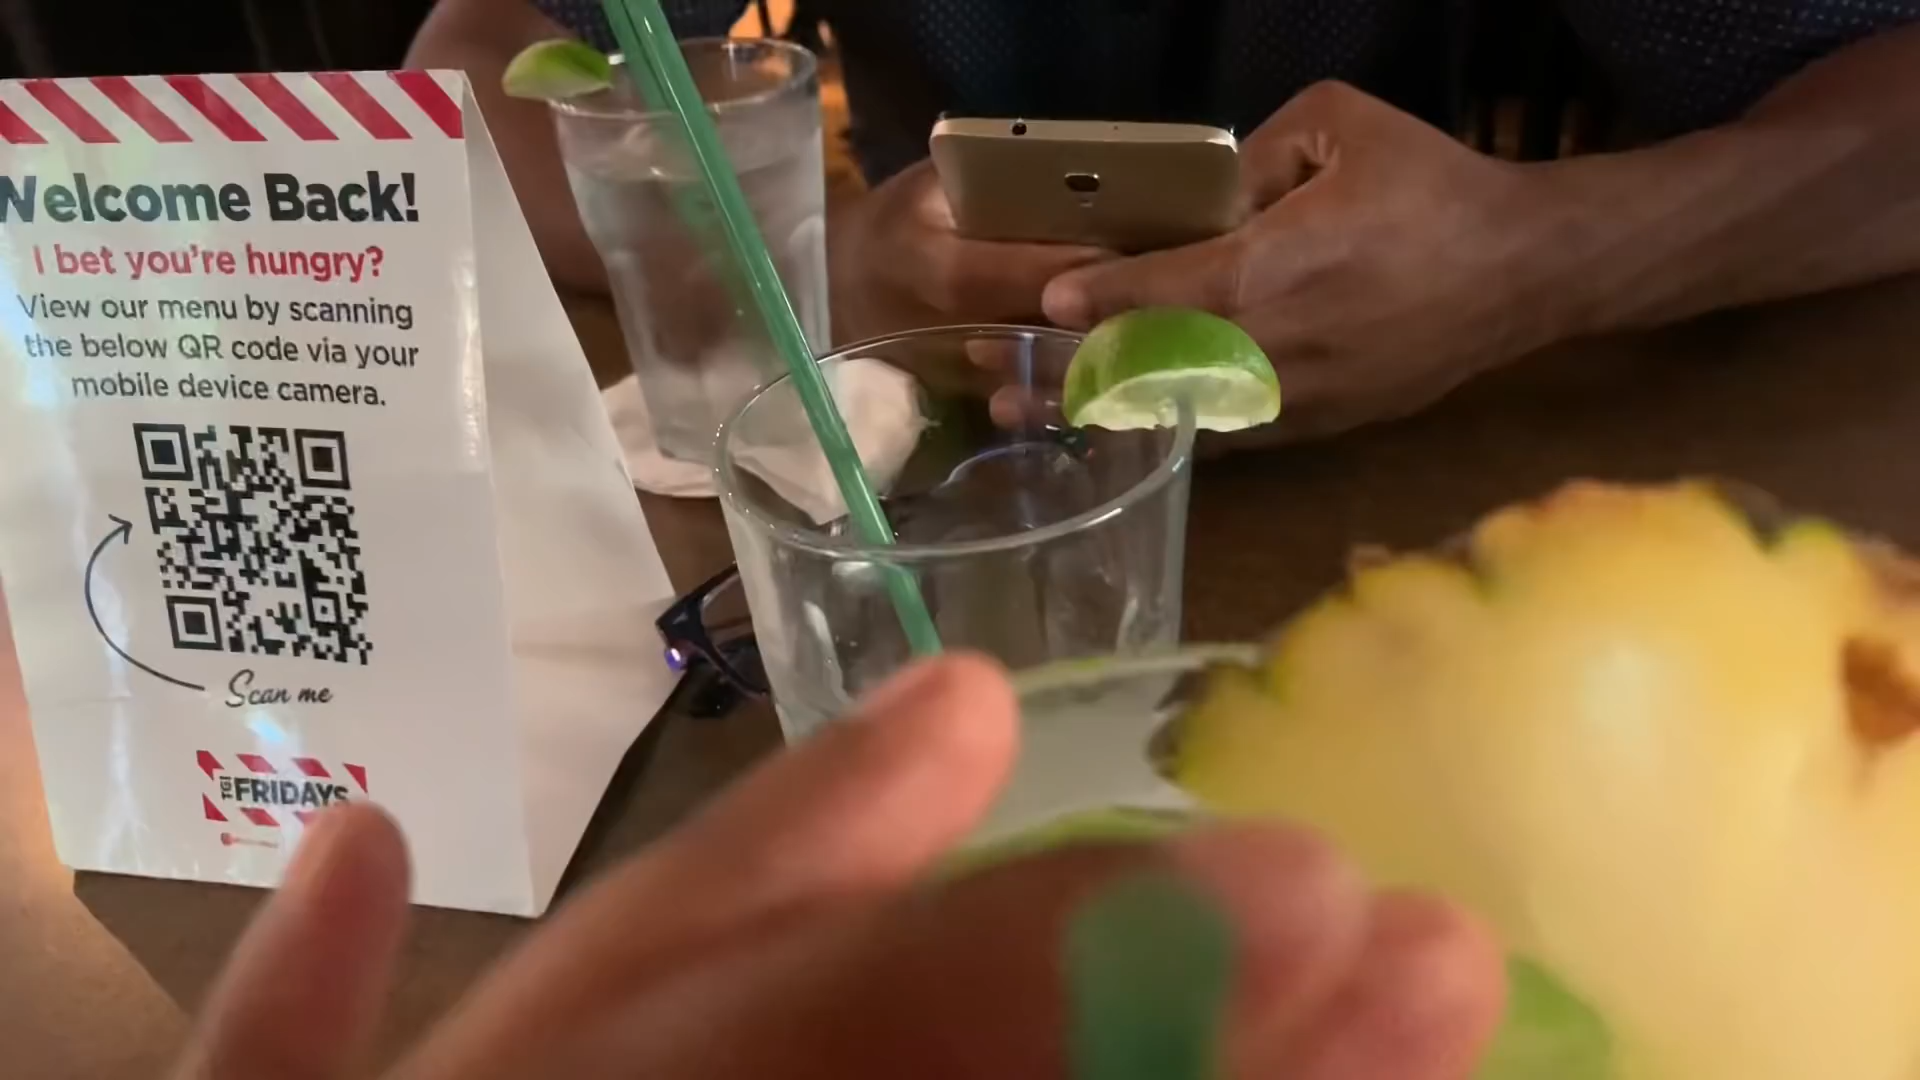 Welcome Back!
I bet you're hungry?
View our menu by scanning
the below QR code via your
mobile device camera.
Scan me
TGI FRIDAYS